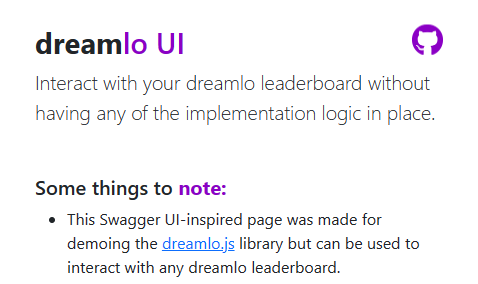 dreamlo UI
Interact with your dreamlo leaderboard without
having any of the implementation logic in place.
Some things to note:
• This Swagger UI-inspired page was made for
demoing the dreamlo.js library but can be used to
interact with any dreamlo leaderboard.